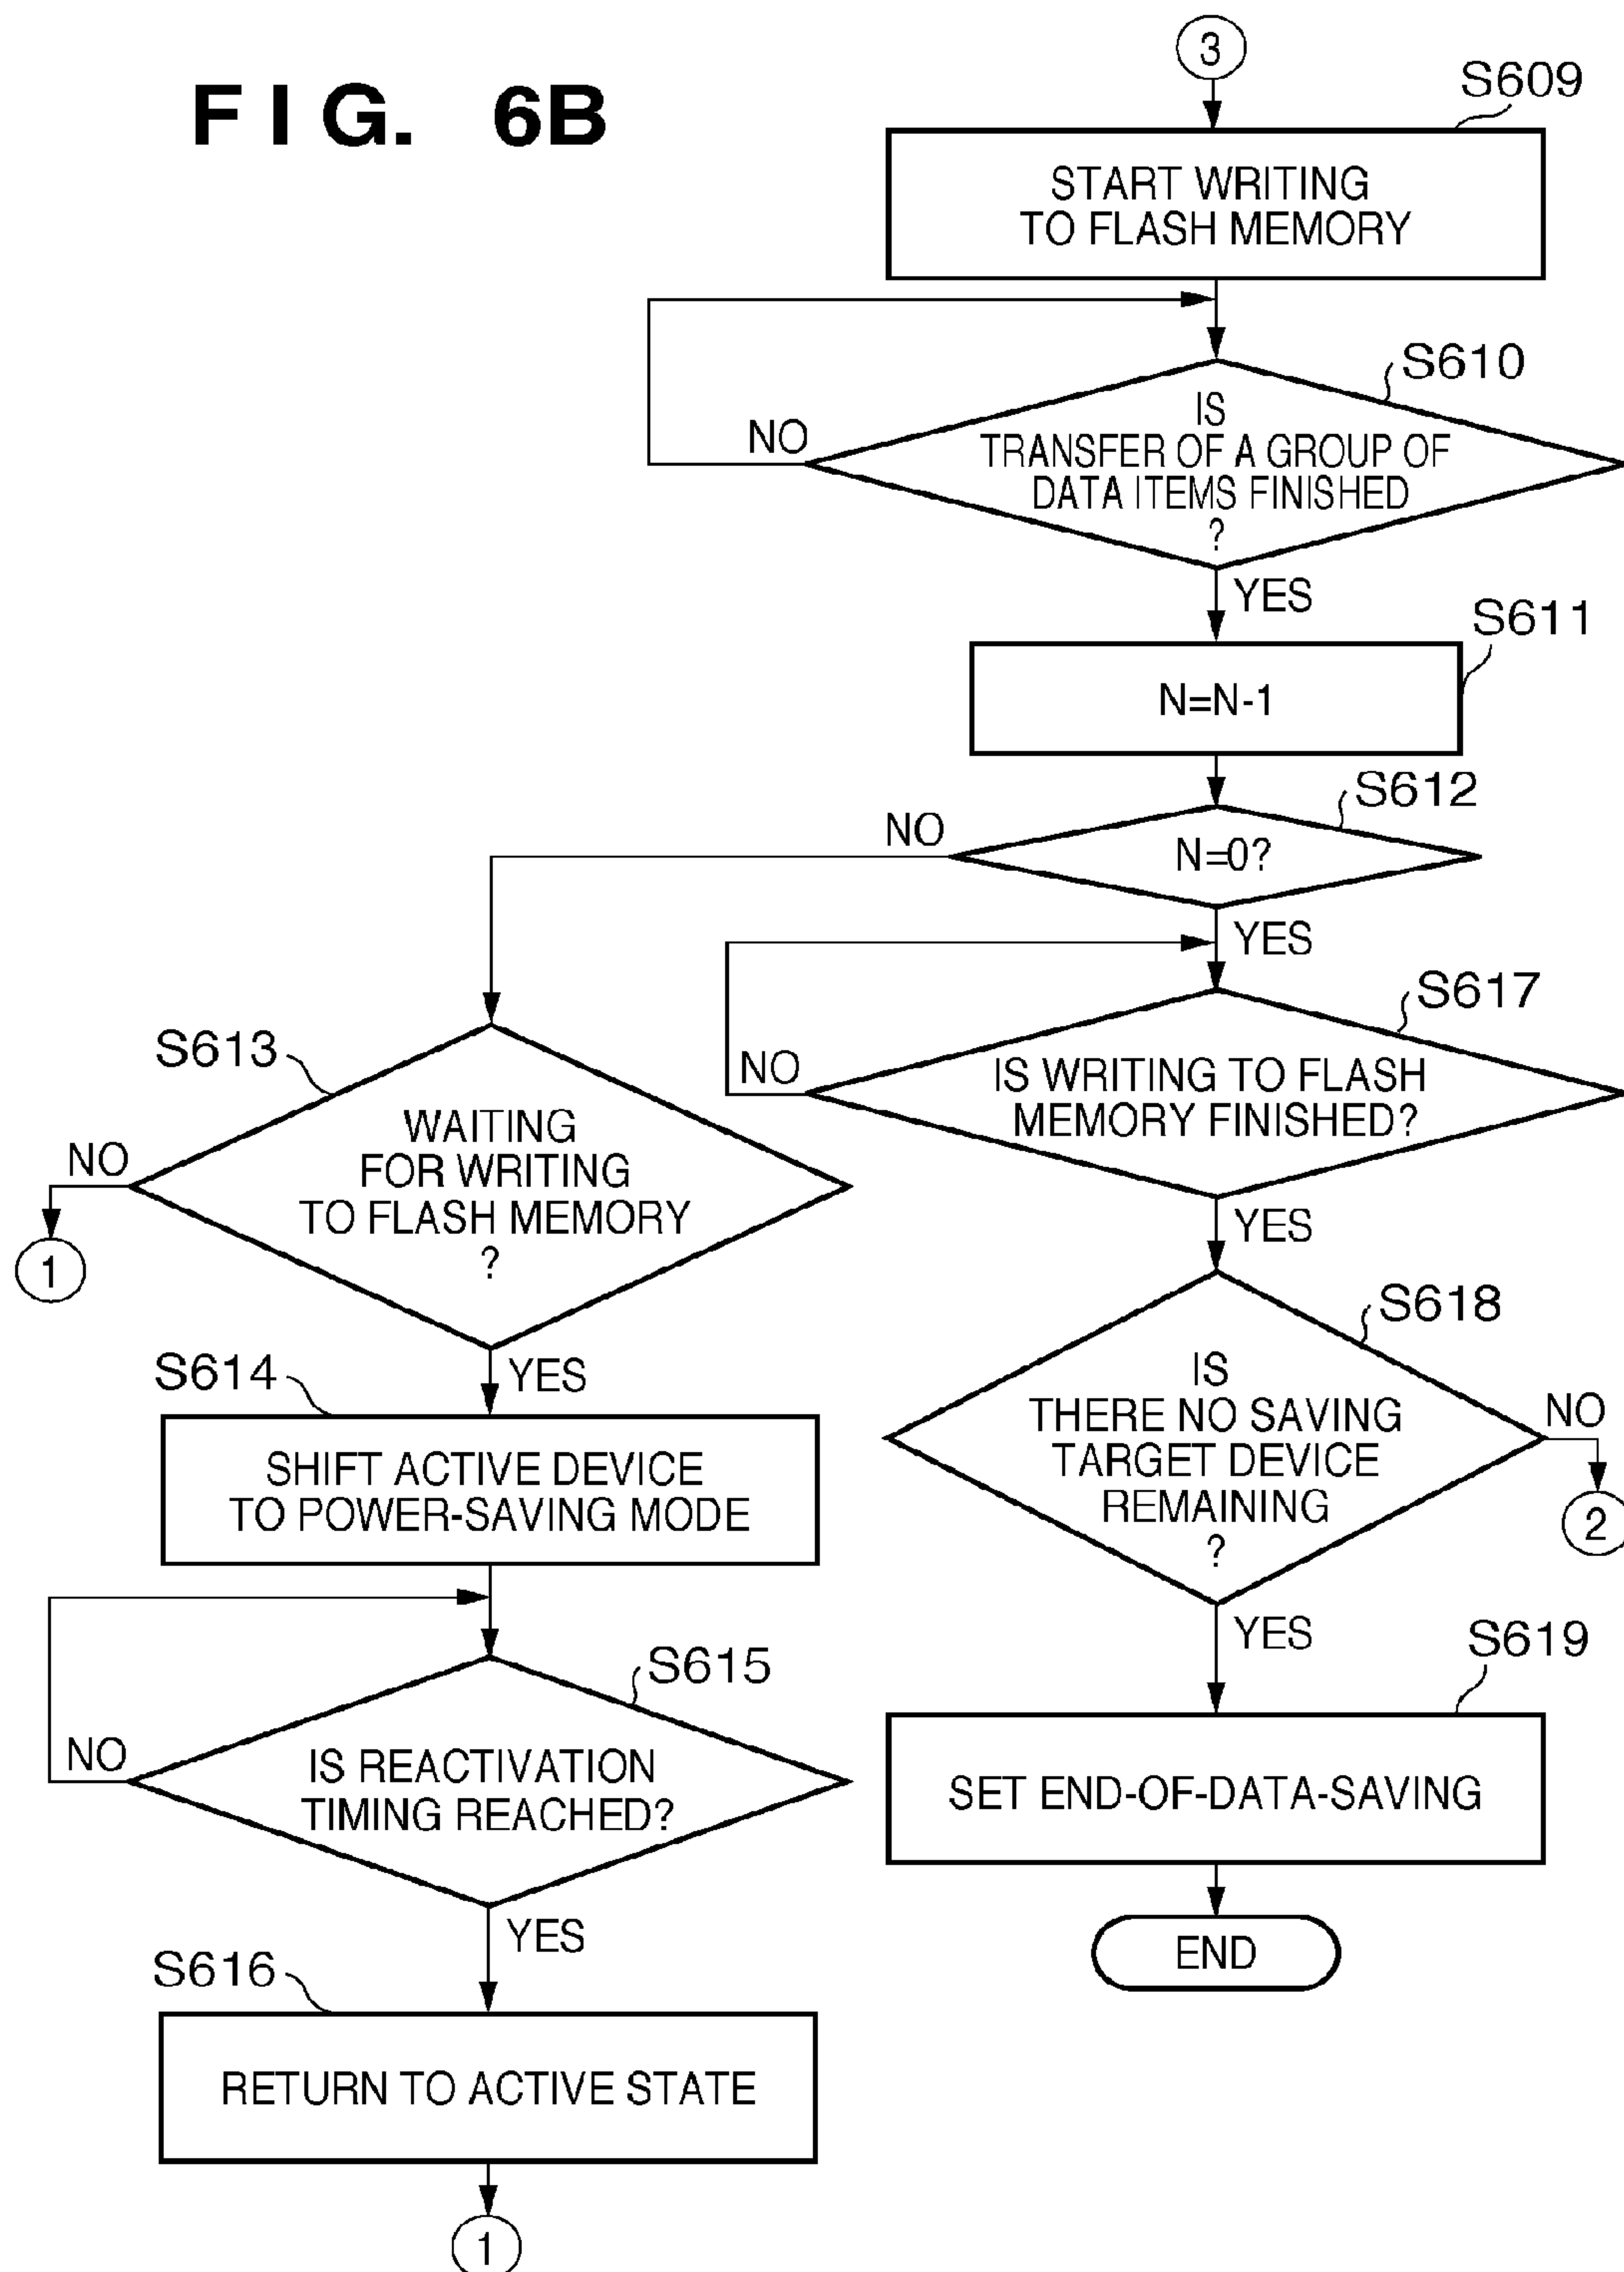 FIG. 6B
3
S609
START WRITING
TO FLASH MEMORY
S610
IS
TRANSFER OF A GROUP OF
DATA ITEMS FINISHED
?
NO
YES
S611
N=N-1
S612
N=0?
NO
YES
S617
IS WRITING TO FLASH
MEMORY FINISHED?
NO
YES
S613
WAITING
FOR WRITING
TO FLASH MEMORY
?
NO
1
YES
S614
SHIFT ACTIVE DEVICE
TO POWER-SAVING MODE
S615
IS REACTIVATION
TIMING REACHED?
NO
YES
S616
RETURN TO ACTIVE STATE
1
S618
IS
THERE NO SAVING
TARGET DEVICE
REMAINING
?
NO
2
YES
S619
SET END-OF-DATA-SAVING
END